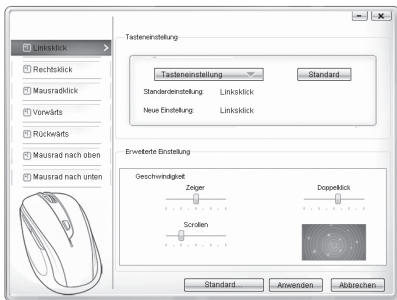 Linksklick
Rechtsklick
Mausradklick
Vorwärts
Rückwärts
Mausrad nach oben
Mausrad nach unten
Tasteneinstellung
Tasteneinstellung Standard
Standardeinstellung: Linksklick
Neue Einstellung: Linksklick
Erweiterte Einstellung
Geschwindigkeit
Zeiger Doppelklick
Scrollen
Standard... Anwenden Abbrechen